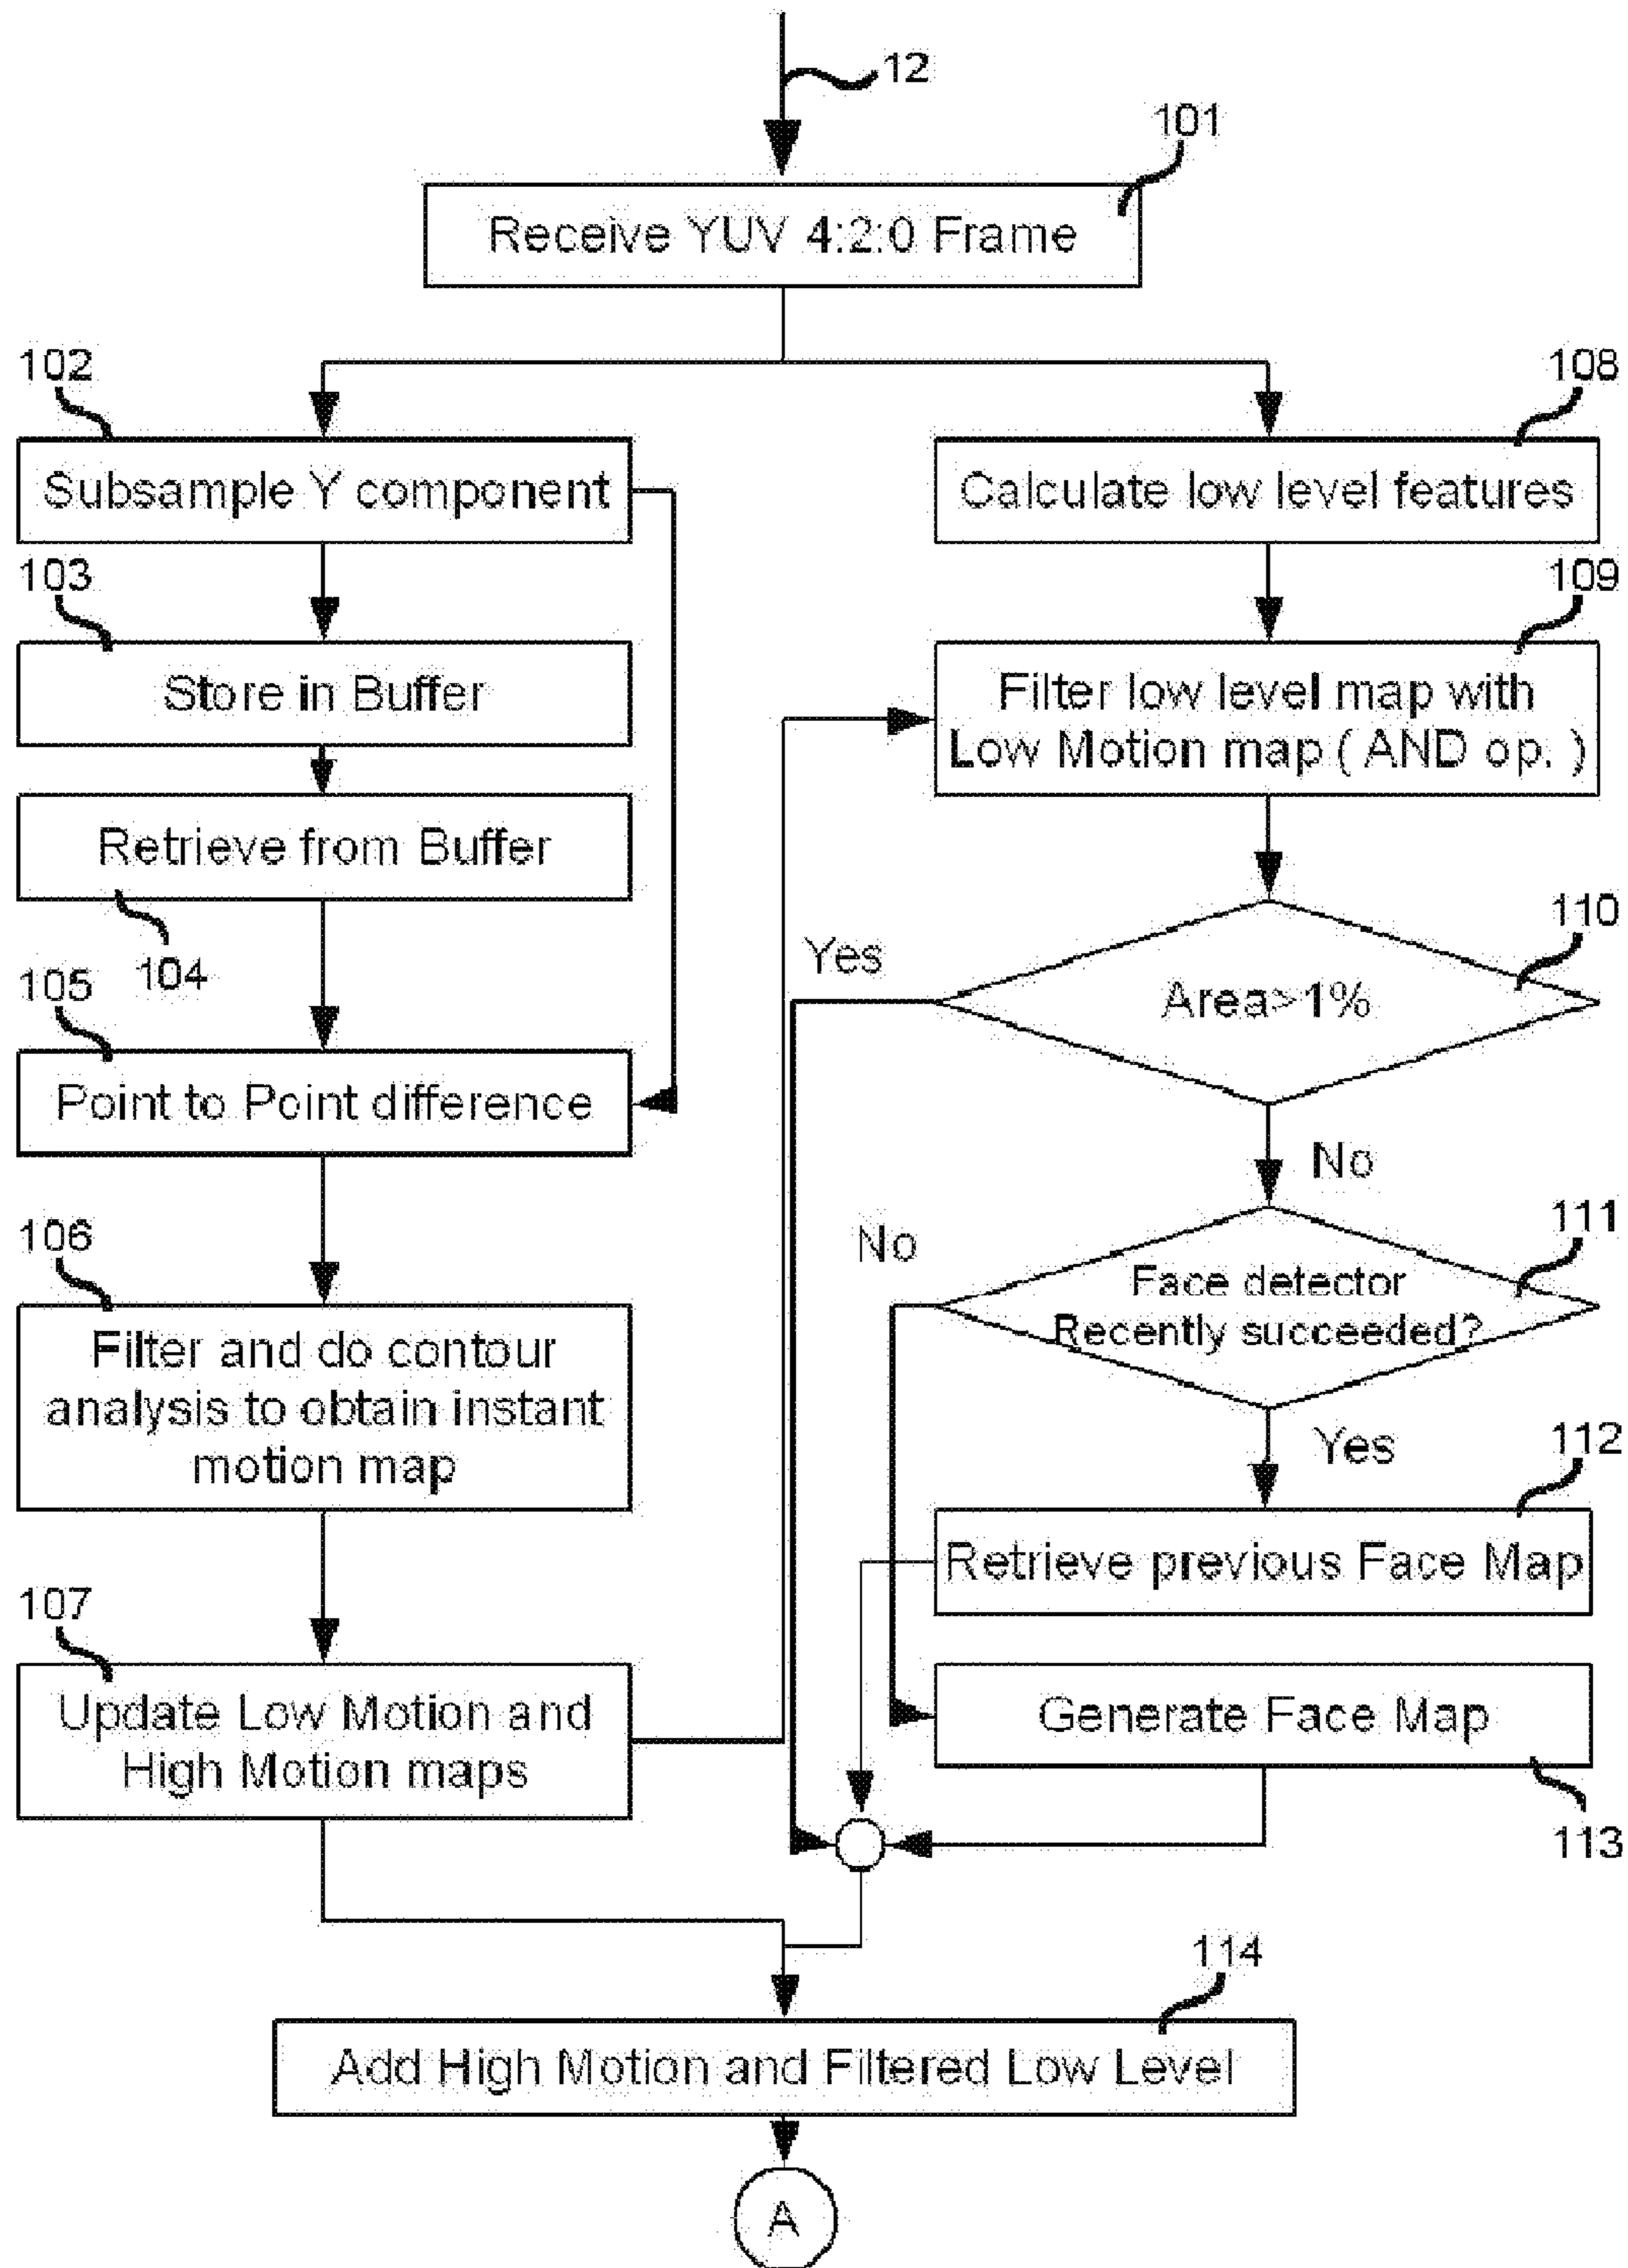 12
101
Receive YUV 4:2:0 Frame
102
Subsample Y component
103
Store in Buffer
Retrieve from Buffer
104
105
Point to Point difference
106
Filter and do contour
analysis to obtain instant
motion map
107
Update Low Motion and
High Motion maps
108
Calculate low level features
109
Filter low level map with
Low Motion map ( AND op. )
110
Yes
Area>1%
No
111
No
Face detector
Recently succeeded?
Yes
112
Retrieve previous Face Map
Generate Face Map
113
114
Add High Motion and Filtered Low Level
A